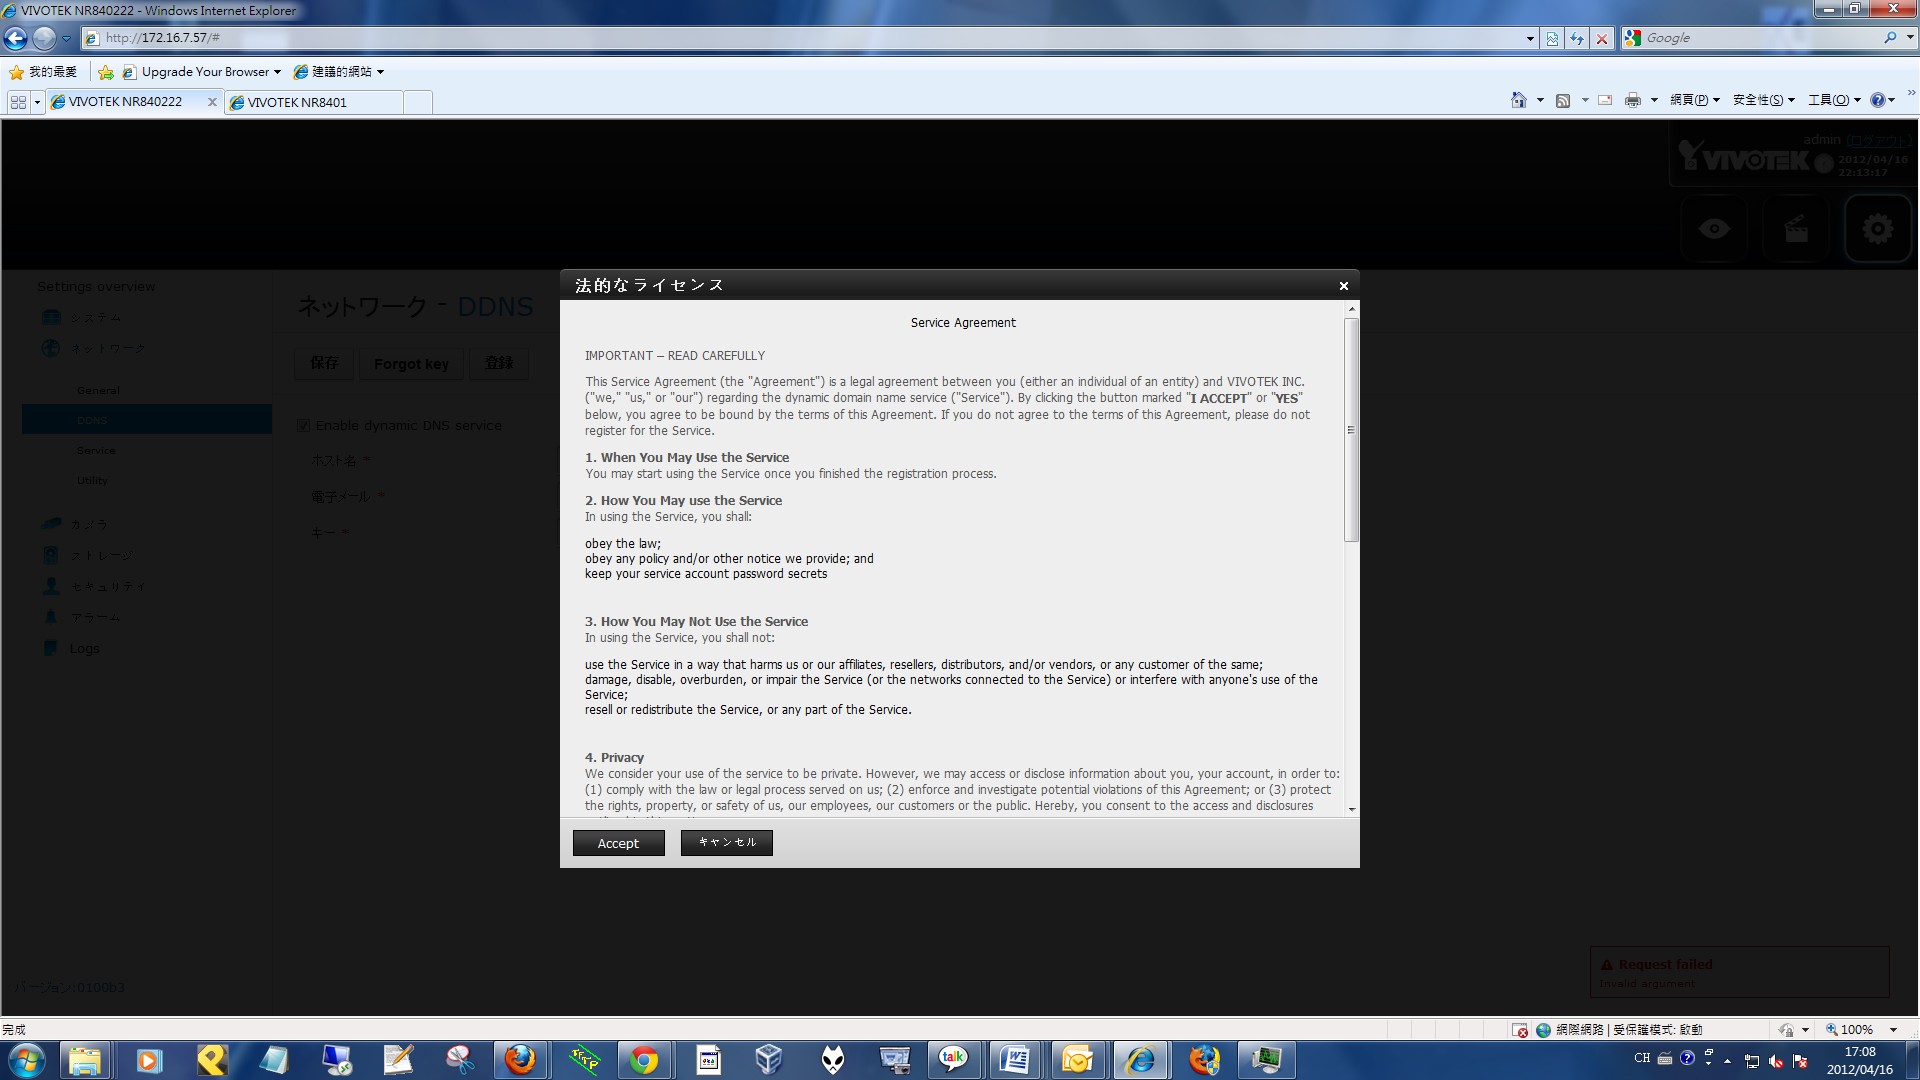 VIVOTEK NR840222 - Windows Internet Explorer
http://172.16.7.57/#
Google
我的最愛
Upgrade Your Browser
建議的網站
VIVOTEK NR840222
VIVOTEK NR8401
網頁(P)
安全性(S)
工具(O)
admin (ログアウト)
VIVOTEK
2012/04/16
22:13:17
Settings overview
システム
ネットワーク
General
DDNS
Service
Utility
カメラ
ストレージ
セキュリティ
アラーム
Logs
バージョン:0100b3
ネットワーク - DDNS
保存
Forgot key
登録
Enable dynamic DNS service
ホスト名 *
電子メール *
キー *
法的なライセンス
Service Agreement
IMPORTANT – READ CAREFULLY
This Service Agreement (the "Agreement") is a legal agreement between you (either an individual of an entity) and VIVOTEK INC.
("we," "us," or "our") regarding the dynamic domain name service ("Service"). By clicking the button marked "I ACCEPT" or "YES"
below, you agree to be bound by the terms of this Agreement. If you do not agree to the terms of this Agreement, please do not
register for the Service.
1. When You May Use the Service
You may start using the Service once you finished the registration process.
2. How You May use the Service
In using the Service, you shall:
obey the law;
obey any policy and/or other notice we provide; and
keep your service account password secrets
3. How You May Not Use the Service
In using the Service, you shall not:
use the Service in a way that harms us or our affiliates, resellers, distributors, and/or vendors, or any customer of the same;
damage, disable, overburden, or impair the Service (or the networks connected to the Service) or interfere with anyone's use of the
Service;
resell or redistribute the Service, or any part of the Service.
4. Privacy
We consider your use of the service to be private. However, we may access or disclose information about you, your account, in order to:
(1) comply with the law or legal process served on us; (2) enforce and investigate potential violations of this Agreement; or (3) protect
the rights, property, or safety of us, our employees, our customers or the public. Hereby, you consent to the access and disclosures
Accept
キャンセル
Request failed
Invalid argument
完成
網際網路 | 受保護模式: 啟動
100%
talk
CH
17:08
2012/04/16